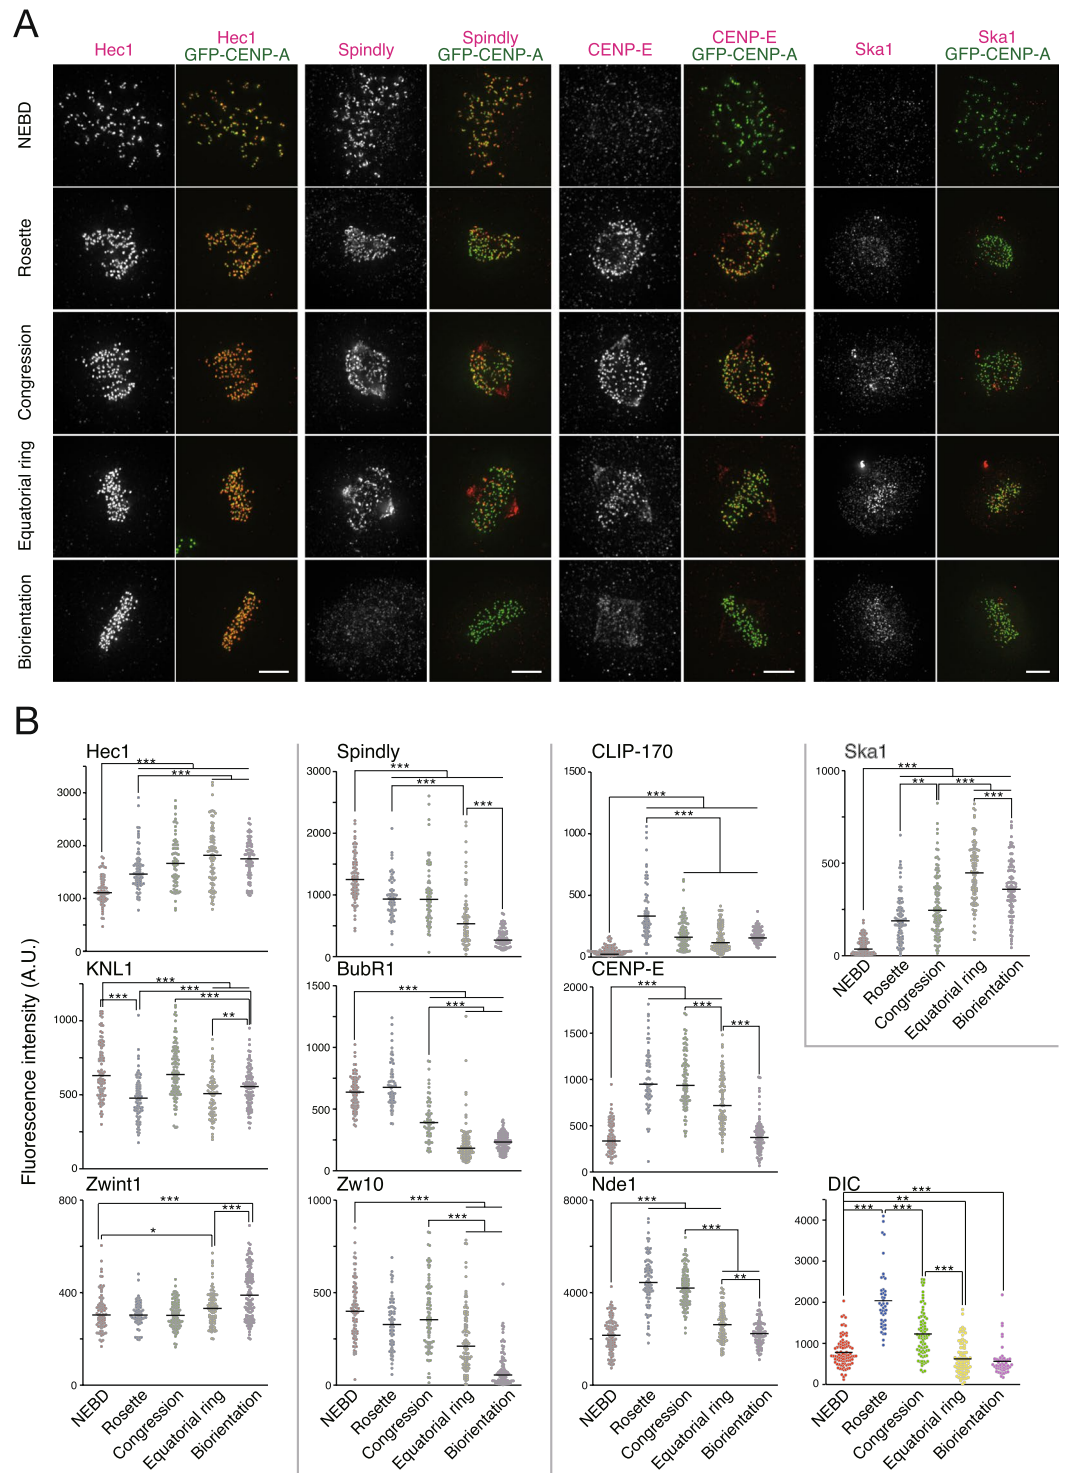 A
Hec1
Hec1
GFP-CENP-A
Spindly
Spindly
GFP-CENP-A
CENP-E
CENP-E
GFP-CENP-A
Ska1
Ska1
GFP-CENP-A
NEBD
Rosette
Congression
Equatorial ring
Biorientation
B
Fluorescence intensity (A.U.)
Hec1
***
***
3000
2000
1000
0
Spindly
***
***
***
3000
2000
1000
0
CLIP-170
***
***
1500
1000
500
0
Ska1
***
** ***
***
1000
500
0
NEBD
Rosette
Congression
Equatorial ring
Biorientation
KNL1
***
***
***
***
**
1000
500
0
BubR1
***
***
1500
1000
500
0
CENP-E
***
***
***
2000
1500
1000
500
0
Zwint1
***
***
*
800
400
0
NEBD
Rosette
Congression
Equatorial ring
Biorientation
Zw10
***
***
1000
500
0
NEBD
Rosette
Congression
Equatorial ring
Biorientation
Nde1
***
***
**
8000
4000
0
NEBD
Rosette
Congression
Equatorial ring
Biorientation
DIC
***
**
*** ***
***
4000
3000
2000
1000
0
NEBD
Rosette
Congression
Equatorial ring
Biorientation